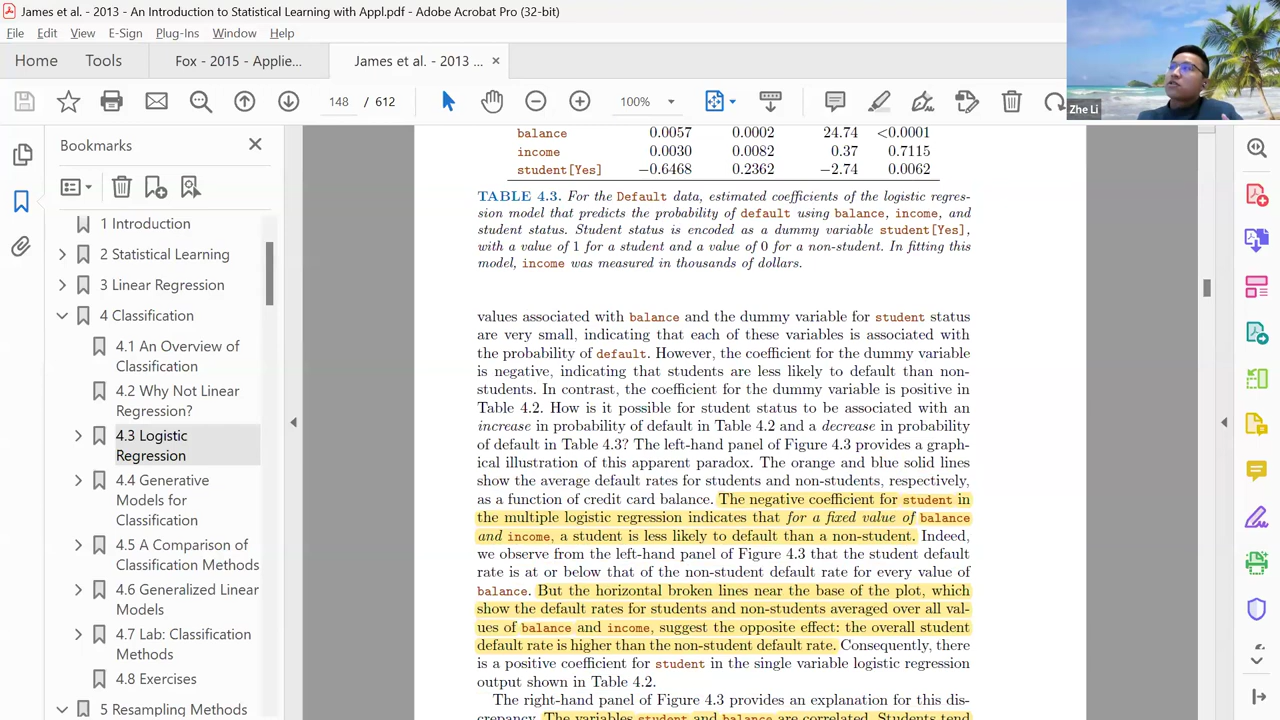 James et al. - 2013 - An Introduction to Statistical Learning with Appl.pdf - Adobe Acrobat Pro (32-bit)
File Edit View E-Sign Plug-Ins Window Help
Home Tools Fox - 2015 - Applie... James et al. - 2013 ... ×
148 / 612 100%
Zhe Li
Bookmarks
1 Introduction
2 Statistical Learning
3 Linear Regression
4 Classification
4.1 An Overview of
Classification
4.2 Why Not Linear
Regression?
4.3 Logistic
Regression
4.4 Generative
Models for
Classification
4.5 A Comparison of
Classification Methods
4.6 Generalized Linear
Models
4.7 Lab: Classification
Methods
4.8 Exercises
5 Resampling Methods
balance 0.0057 0.0002 24.74 <0.0001
income 0.0030 0.0082 0.37 0.7115
student[Yes] −0.6468 0.2362 −2.74 0.0062
TABLE 4.3. For the Default data, estimated coefficients of the logistic regres-
sion model that predicts the probability of default using balance, income, and
student status. Student status is encoded as a dummy variable student[Yes],
with a value of 1 for a student and a value of 0 for a non-student. In fitting this
model, income was measured in thousands of dollars.
values associated with balance and the dummy variable for student status
are very small, indicating that each of these variables is associated with
the probability of default. However, the coefficient for the dummy variable
is negative, indicating that students are less likely to default than non-
students. In contrast, the coefficient for the dummy variable is positive in
Table 4.2. How is it possible for student status to be associated with an
increase in probability of default in Table 4.2 and a decrease in probability
of default in Table 4.3? The left-hand panel of Figure 4.3 provides a graph-
ical illustration of this apparent paradox. The orange and blue solid lines
show the average default rates for students and non-students, respectively,
as a function of credit card balance. The negative coefficient for student in
the multiple logistic regression indicates that for a fixed value of balance
and income, a student is less likely to default than a non-student. Indeed,
we observe from the left-hand panel of Figure 4.3 that the student default
rate is at or below that of the non-student default rate for every value of
balance. But the horizontal broken lines near the base of the plot, which
show the default rates for students and non-students averaged over all val-
ues of balance and income, suggest the opposite effect: the overall student
default rate is higher than the non-student default rate. Consequently, there
is a positive coefficient for student in the single variable logistic regression
output shown in Table 4.2.
The right-hand panel of Figure 4.3 provides an explanation for this dis-
crepancy. The variables student and balance are correlated. Students tend